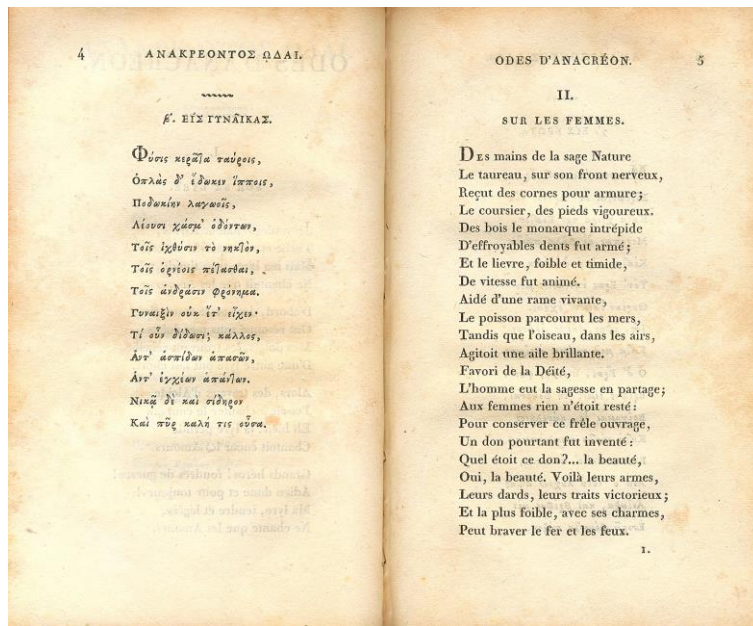 4
ΑΝΑΚΡΕΟΝΤΟΣ ΩΔΑΙ.
β´. ΕΙΣ ΓΥΝΑΙΚΑΣ.
Φύσις κερᾶτα ταύροις,
Ὁπλὰς δ᾽ ἔδωκεν ἵπποις,
Ποδωκίην λαγωοῖς,
Λέουσι χάσμ᾽ ὀδόντων,
Τοῖς ἰχθύσιν τὸ νηκτὸν,
Τοῖς ὀρνέοις πέτασθαι,
Τοῖς ἀνδράσιν φρόνημα.
Γυναιξὶν οὐκ ἔτ᾽ εἶχεν·
Τί οὖν δίδωσι; κάλλος,
Ἀντ᾽ ἀσπίδων ἁπασῶν,
Ἀντ᾽ ἐγχέων ἁπάντων.
Νικᾷ δὲ καὶ σίδηρον
Καὶ πῦρ καλή τις οὖσα.
ODES D'ANACRÉON.
5
II.
SUR LES FEMMES.
DES mains de la sage Nature
Le taureau, sur son front nerveux,
Reçut des cornes pour armure;
Le coursier, des pieds vigoureux.
Des bois le monarque intrépide
D'effroyables dents fut armé;
Et le lievre, foible et timide,
De vitesse fut animé.
Aidé d'une rame vivante,
Le poisson parcourut les mers,
Tandis que l'oiseau, dans les airs,
Agitoit une aile brillante.
Favori de la Déité,
L'homme eut la sagesse en partage;
Aux femmes rien n'étoit resté:
Pour conserver ce frêle ouvrage,
Un don pourtant fut inventé:
Quel étoit ce don?... la beauté,
Oui, la beauté. Voilà leurs armes,
Leurs dards, leurs traits victorieux;
Et la plus foible, avec ses charmes,
Peut braver le fer et les feux.
1.